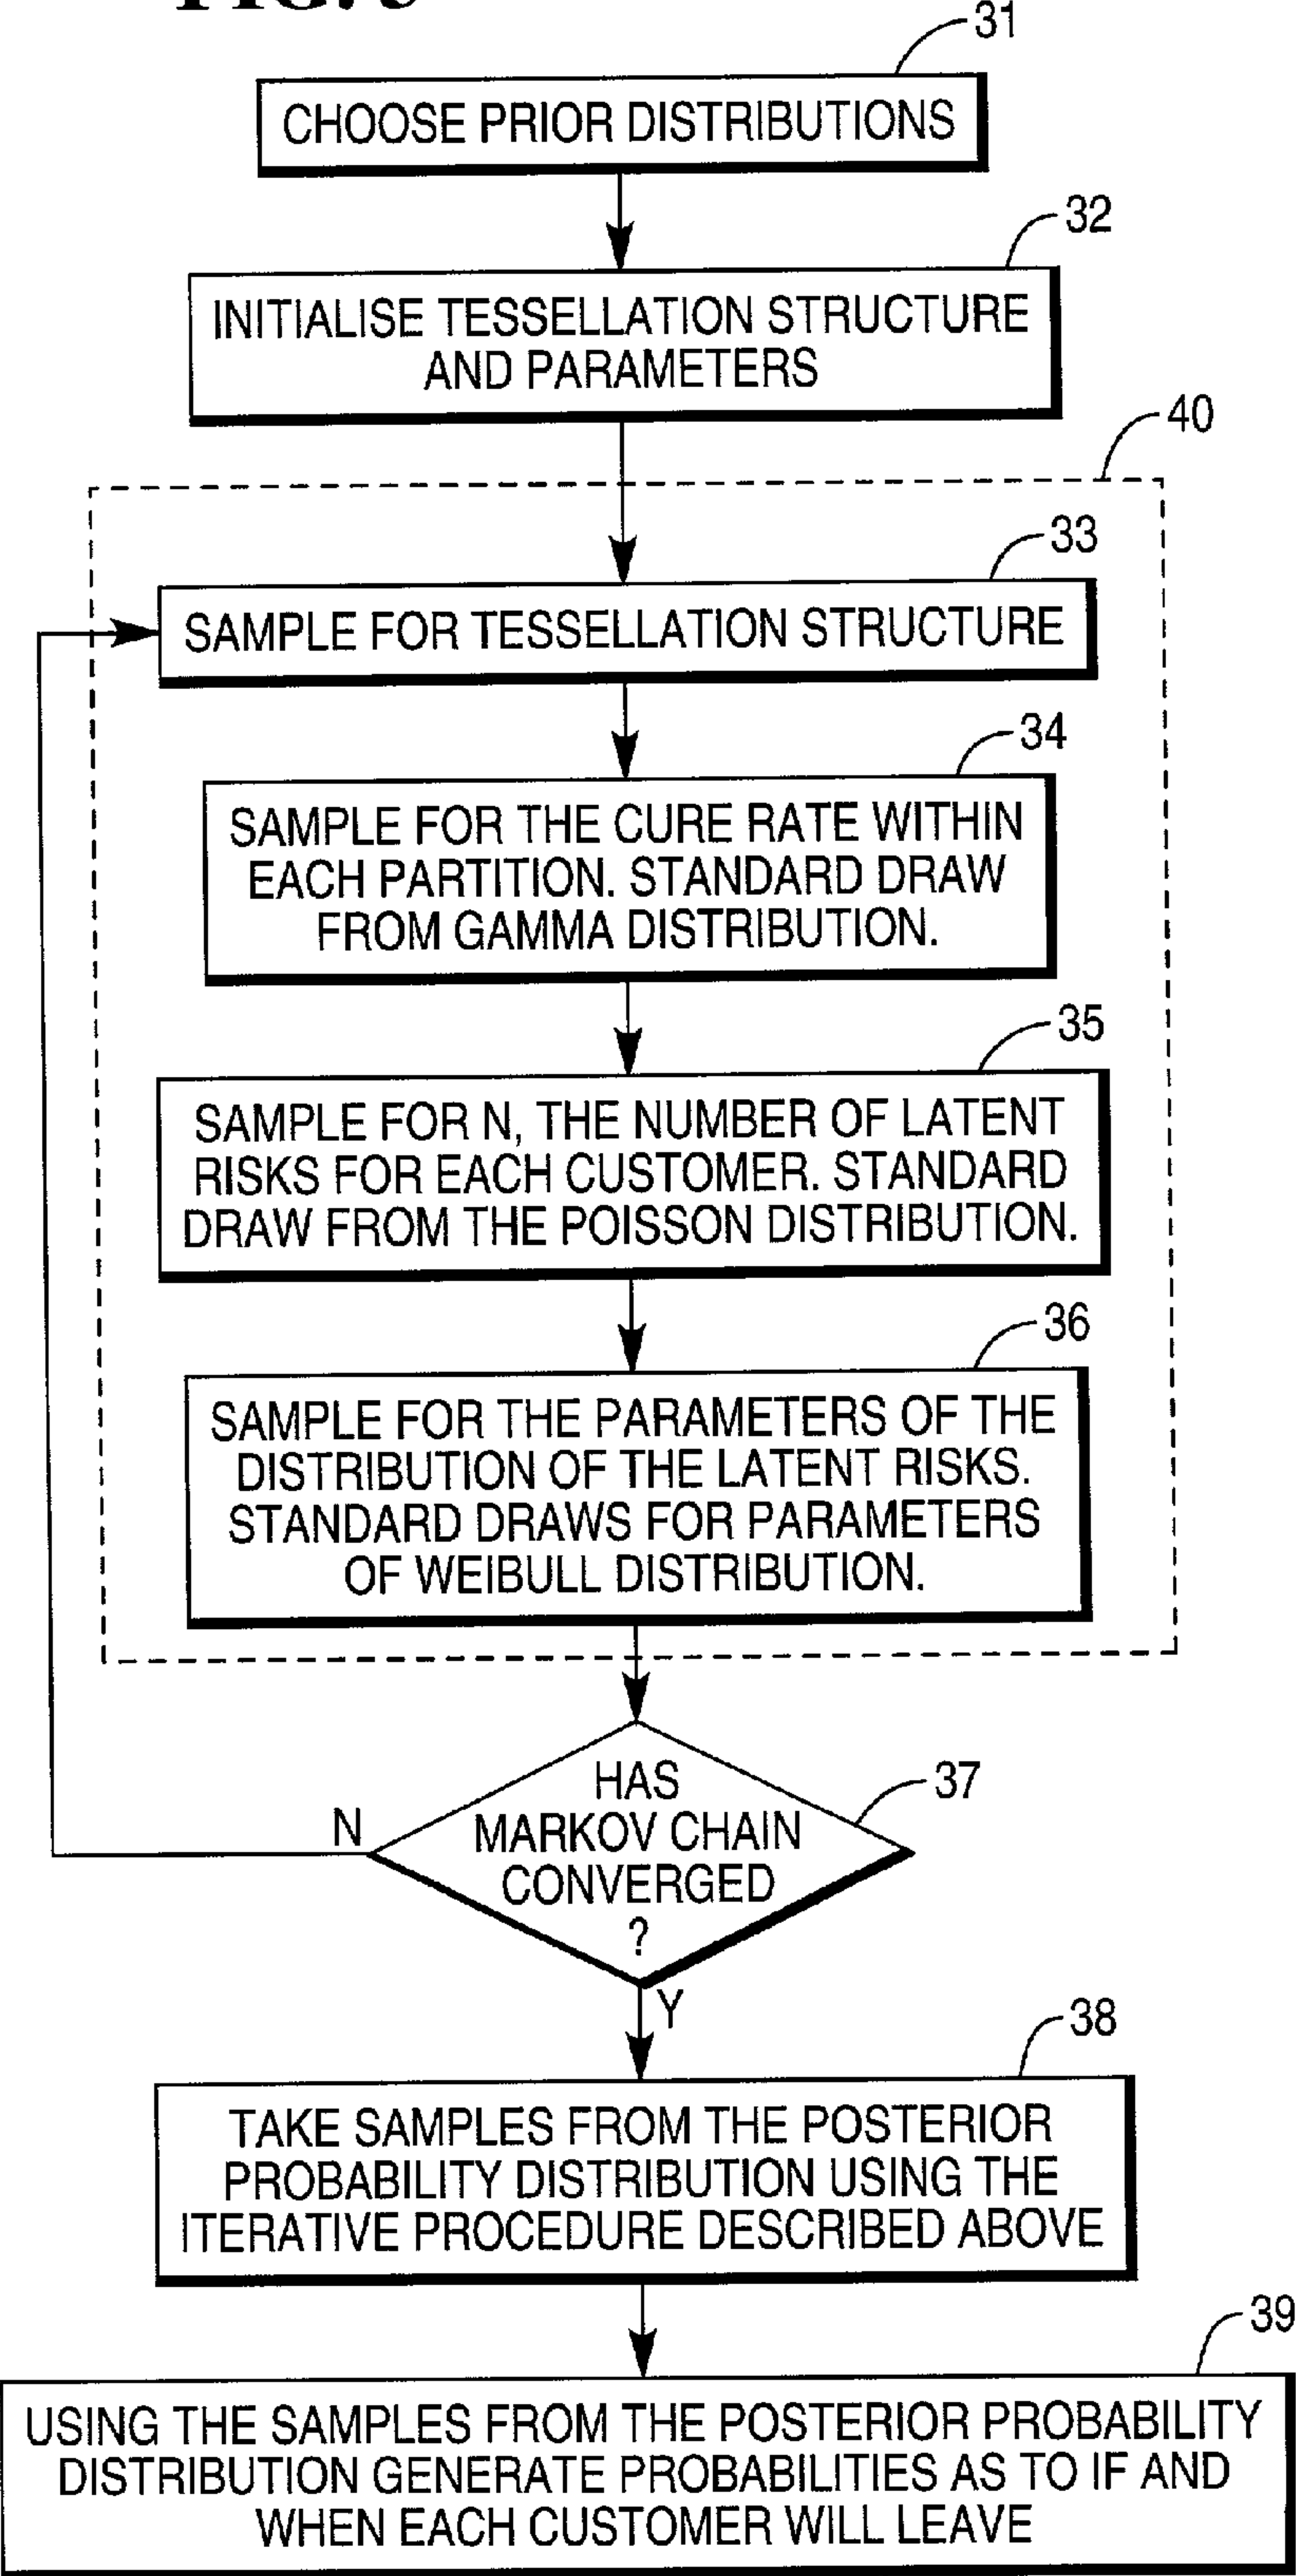 31
CHOOSE PRIOR DISTRIBUTIONS
32
INITIALISE TESSELLATION STRUCTURE
AND PARAMETERS
40
33
SAMPLE FOR TESSELLATION STRUCTURE
34
SAMPLE FOR THE CURE RATE WITHIN
EACH PARTITION. STANDARD DRAW
FROM GAMMA DISTRIBUTION.
35
SAMPLE FOR N, THE NUMBER OF LATENT
RISKS FOR EACH CUSTOMER. STANDARD
DRAW FROM THE POISSON DISTRIBUTION.
36
SAMPLE FOR THE PARAMETERS OF THE
DISTRIBUTION OF THE LATENT RISKS.
STANDARD DRAWS FOR PARAMETERS
OF WEIBULL DISTRIBUTION.
37
HAS
MARKOV CHAIN
CONVERGED
?
N
Y
38
TAKE SAMPLES FROM THE POSTERIOR
PROBABILITY DISTRIBUTION USING THE
ITERATIVE PROCEDURE DESCRIBED ABOVE
39
USING THE SAMPLES FROM THE POSTERIOR PROBABILITY
DISTRIBUTION GENERATE PROBABILITIES AS TO IF AND
WHEN EACH CUSTOMER WILL LEAVE